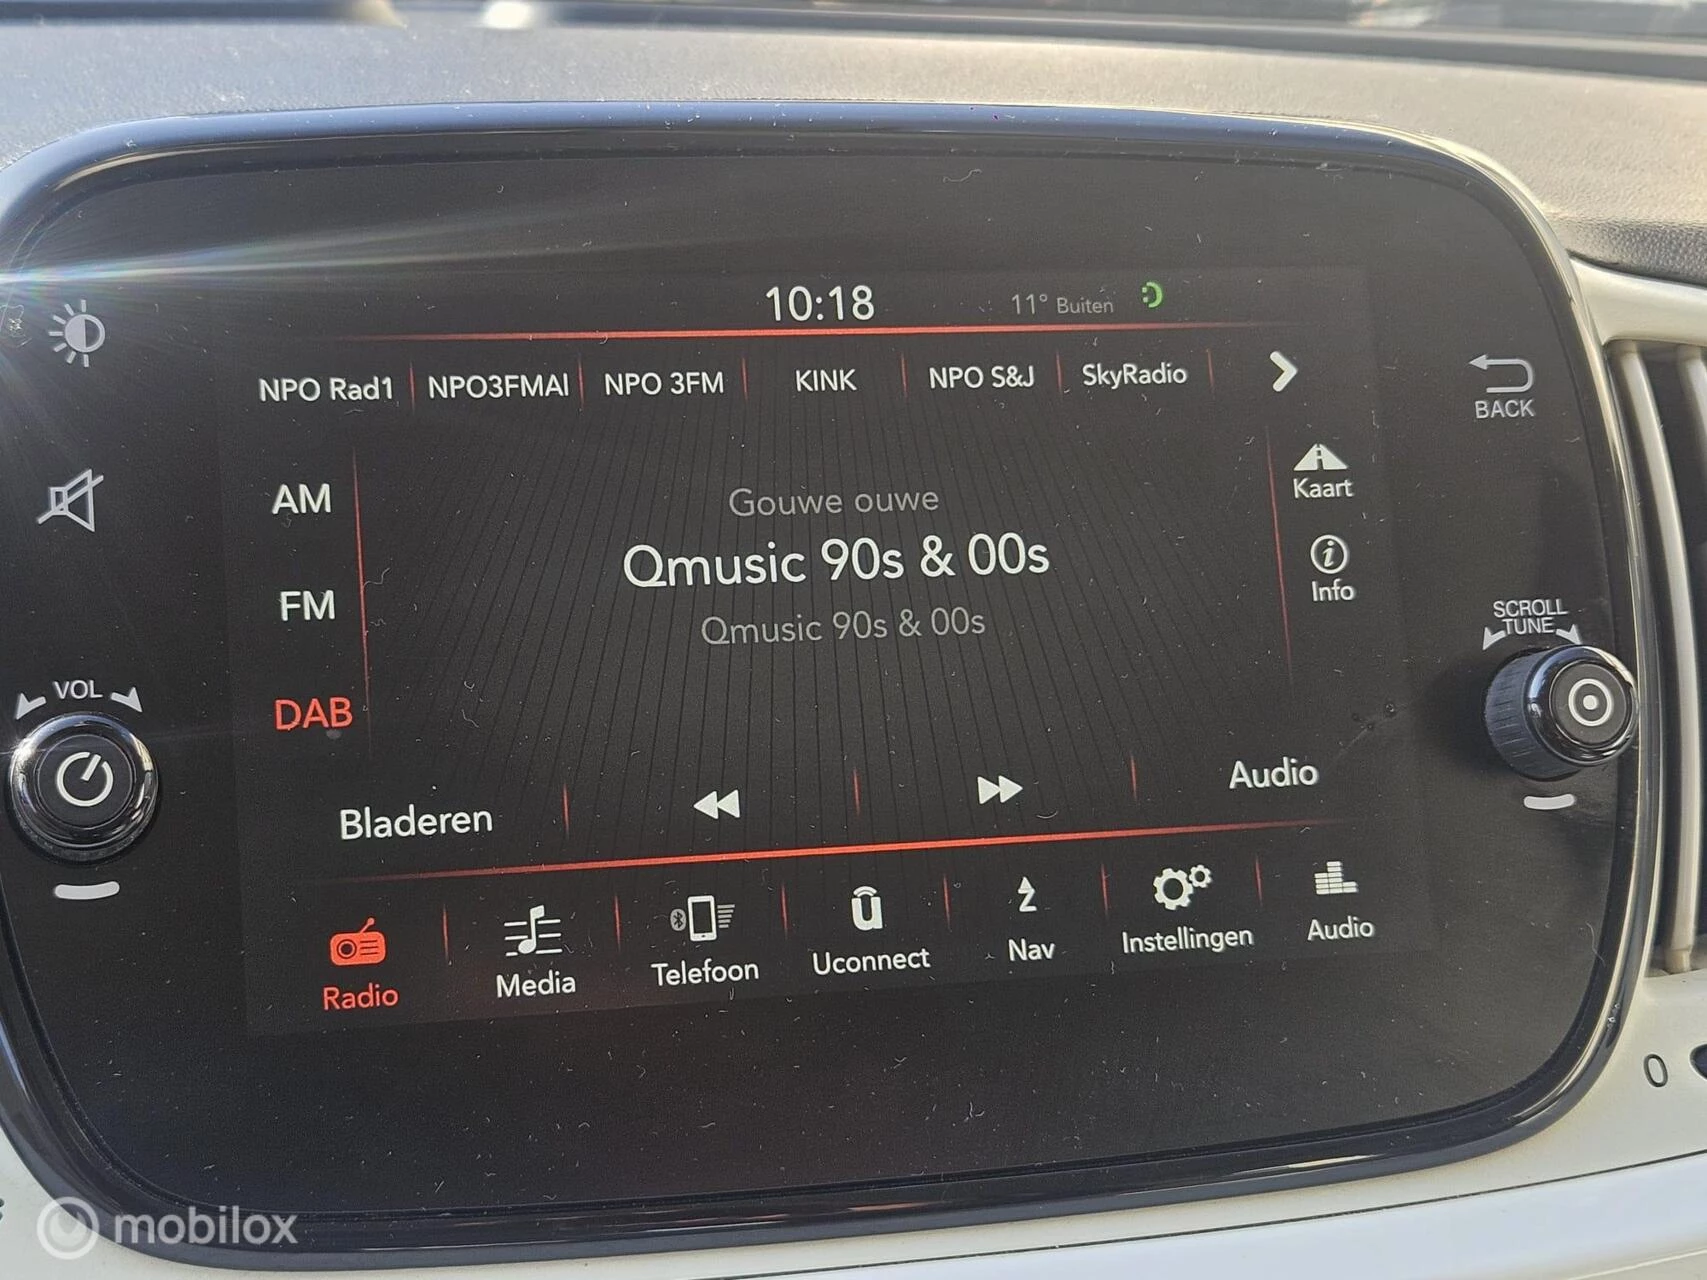 10:18 11° Buiten
NPO Rad1 NPO3FMAl NPO 3FM KINK NPO S&J SkyRadio
BACK
Kaart
AM
Gouwe ouwe
Qmusic 90s & 00s
Info
FM
Qmusic 90s & 00s
SCROLL
TUNE
VOL
DAB
Bladeren Audio
Radio Media Telefoon Uconnect Nav Instellingen Audio
0
mobilox